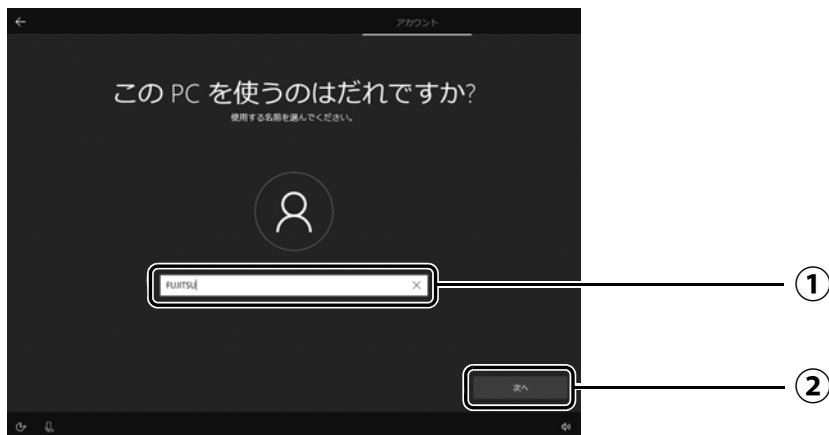 アカウント
この PC を使うのはだれですか?
使用する名前を選んでください。
FUJITSU
①
次へ
②